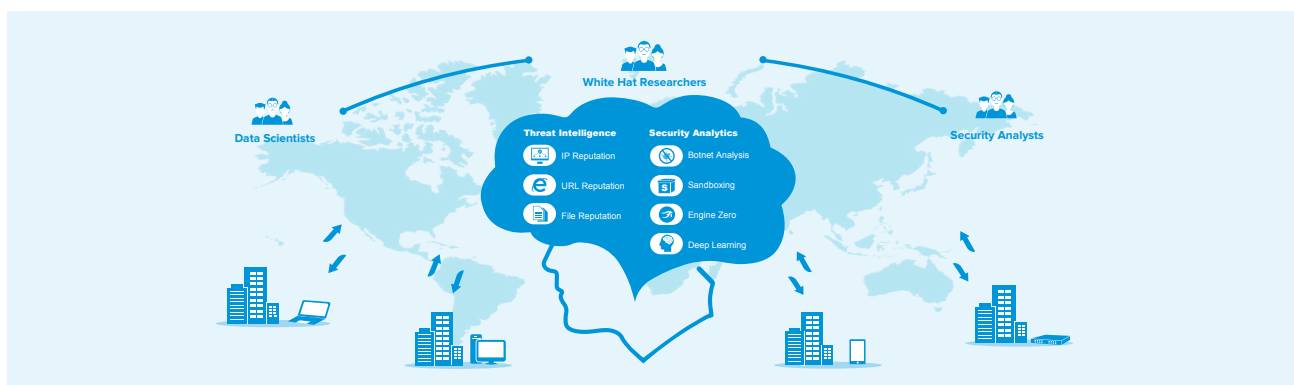 White Hat Researchers
Data Scientists
Security Analysts
Threat Intelligence
IP Reputation
URL Reputation
File Reputation
Security Analytics
Botnet Analysis
S
Sandboxing
Engine Zero
Deep Learning